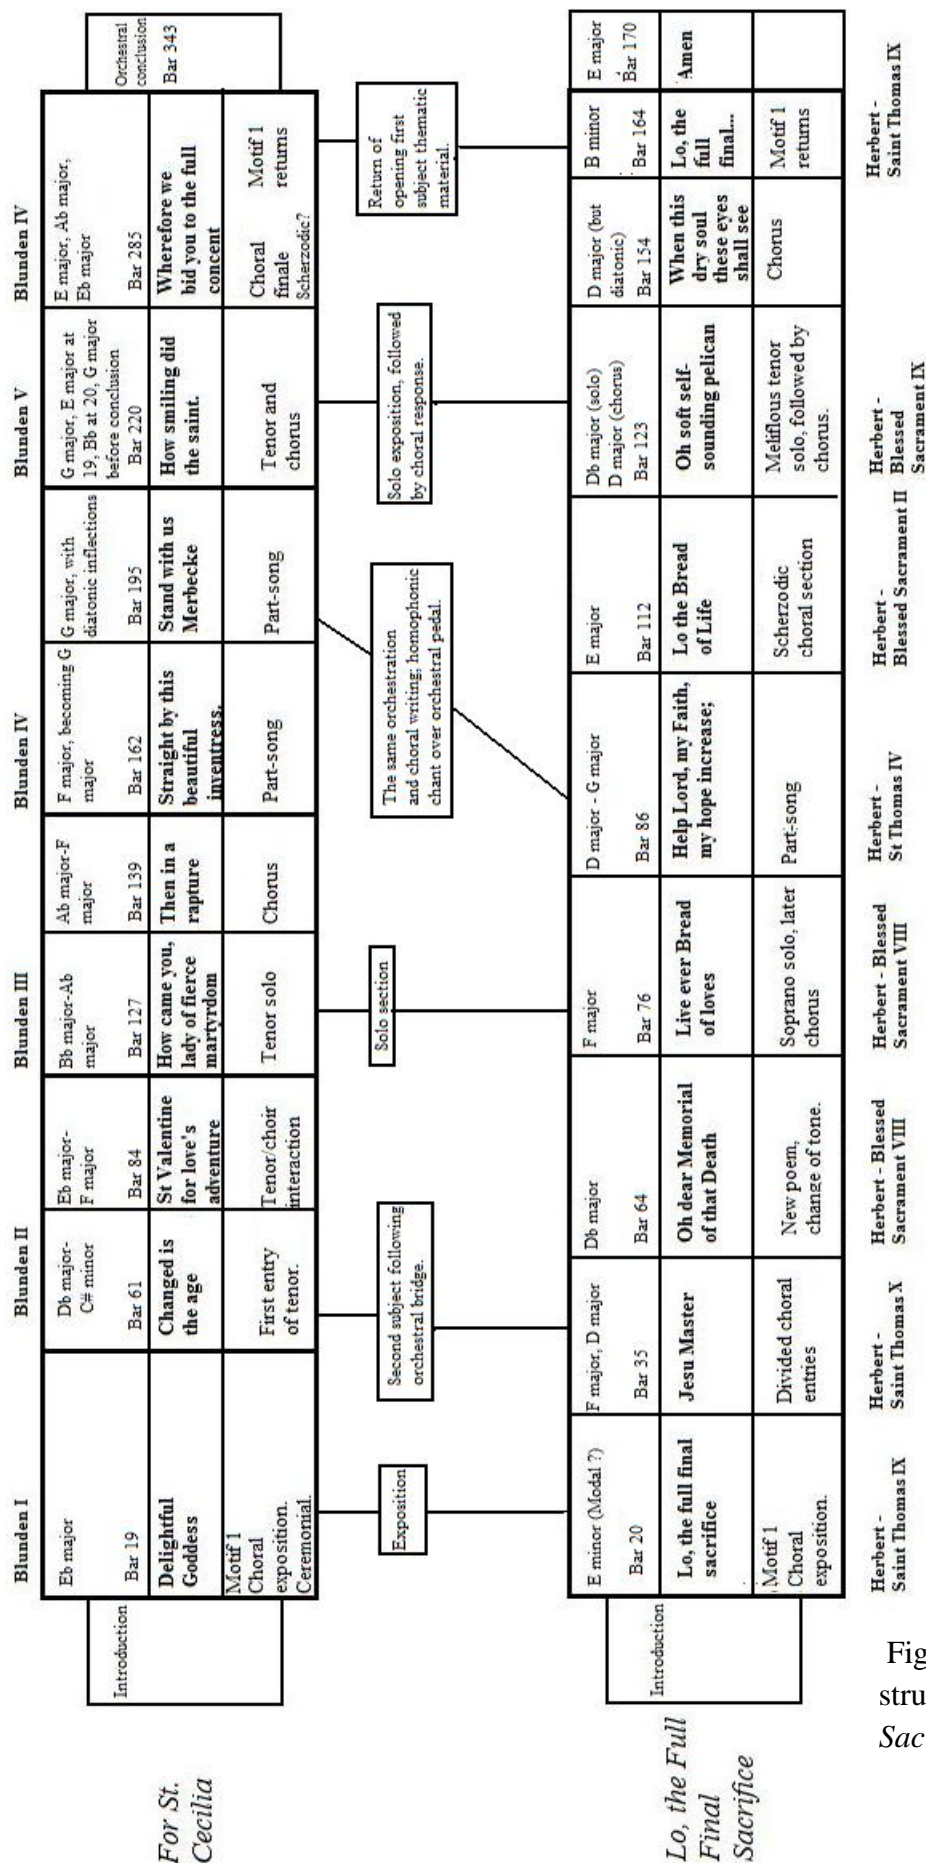 For St.
Cecilia
Introduction
Blunden I
Eb major
Bar 19
Delightful
Goddess
Motif 1
Choral
exposition.
Ceremonial.
Blunden II
Db major-
C# minor
Bar 61
Changed is
the age
First entry
of tenor.
Eb major-
F major
Bar 84
St Valentine
for love's
adventure
Tenor/choir
interaction
Blunden III
Bb major-Ab
major
Bar 127
How came you,
lady of fierce
martyrdom
Tenor solo
Ab major-F
major
Bar 139
Then in a
rapture
Chorus
Blunden IV
F major, becoming G
major
Bar 162
Straight by this
beautiful
inventress.
Part-song
G major, with
diatonic inflections
Bar 195
Stand with us
Merbecke
Part-song
Blunden V
G major, E major at
19, Bb at 20, G major
before conclusion
Bar 220
How smiling did
the saint.
Tenor and
chorus
Blunden IV
E major, Ab major,
Eb major
Bar 285
Wherefore we
bid you to the full
concent
Choral
finale
Scherzodic?
Motif 1
returns
Orchestral
conclusion
Bar 343
Exposition
Second subject following
orchestral bridge.
Solo section
The same orchestration
and choral writing; homophonic
chant over orchestral pedal.
Solo exposition, followed
by choral response.
Return of
opening first
subject thematic
material.
Lo, the Full
Final
Sacrifice
Introduction
E minor (Modal ?)
Bar 20
Lo, the full final
sacrifice
Motif 1
Choral
exposition.
Herbert -
Saint Thomas IX
F major, D major
Bar 35
Jesu Master
Divided choral
entries
Herbert -
Saint Thomas X
Db major
Bar 64
Oh dear Memorial
of that Death
New poem,
change of tone.
Herbert - Blessed
Sacrament VIII
F major
Bar 76
Live ever Bread
of loves
Soprano solo, later
chorus
Herbert - Blessed
Sacrament VIII
D major - G major
Bar 86
Help Lord, my Faith,
my hope increase;
Part-song
Herbert -
St Thomas IV
E major
Bar 112
Lo the Bread
of Life
Scherzodic
choral section
Herbert -
Blessed Sacrament II
Db major (solo)
D major (chorus)
Bar 123
Oh soft self-
sounding pelican
Meliflous tenor
solo, followed by
chorus.
Herbert -
Blessed
Sacrament IX
D major (but
diatonic)
Bar 154
When this
dry soul
these eyes
shall see
Chorus
B minor
Bar 164
Lo, the
full
final...
Motif 1
returns
E major
Bar 170
Amen
Herbert -
Saint Thomas IX
Fig
stru
Sac